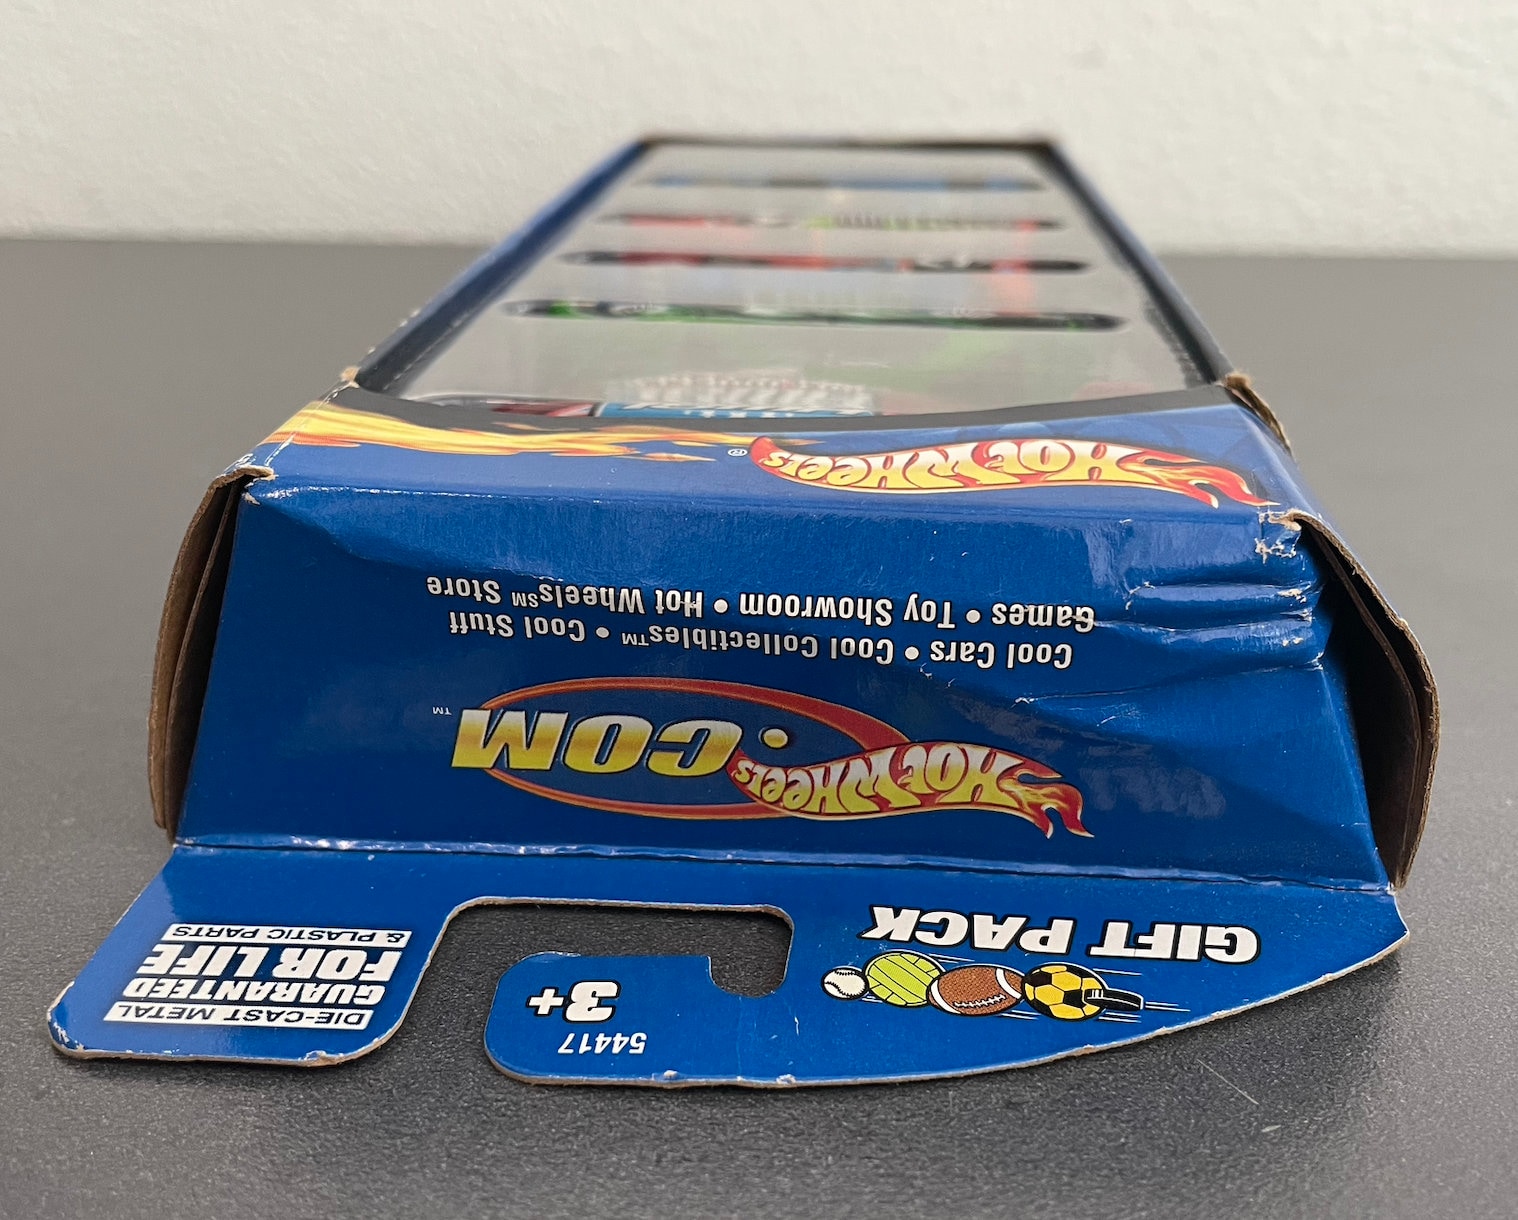 GIFT PACK
54417
3+
DIE-CAST METAL
GUARANTEED
FOR LIFE
& PLASTIC PARTS
HOT WHEELS.COM™
Cool Cars • Cool Collectibles™ • Cool Stuff
Games • Toy Showroom • Hot Wheels℠ Store
HOT WHEELS®